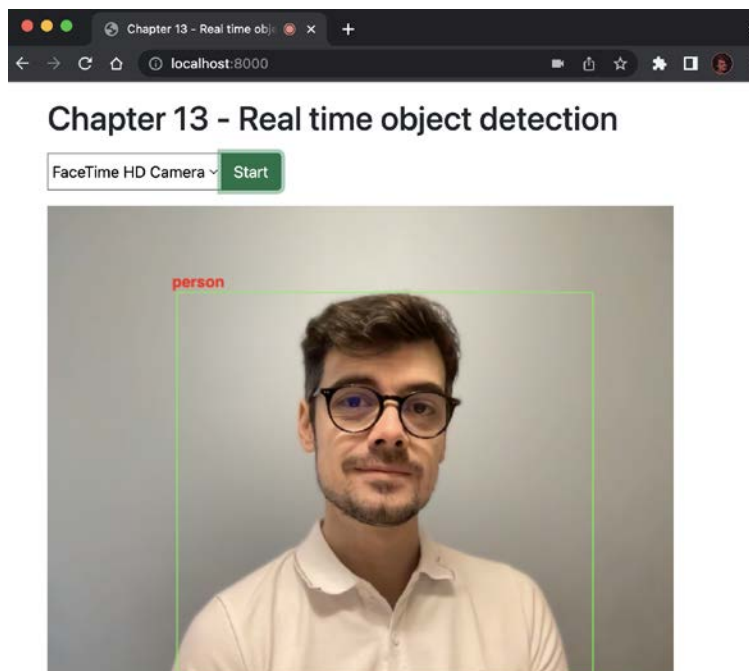 Chapter 13 - Real time obje
localhost:8000
Chapter 13 - Real time object detection
FaceTime HD Camera Start
person